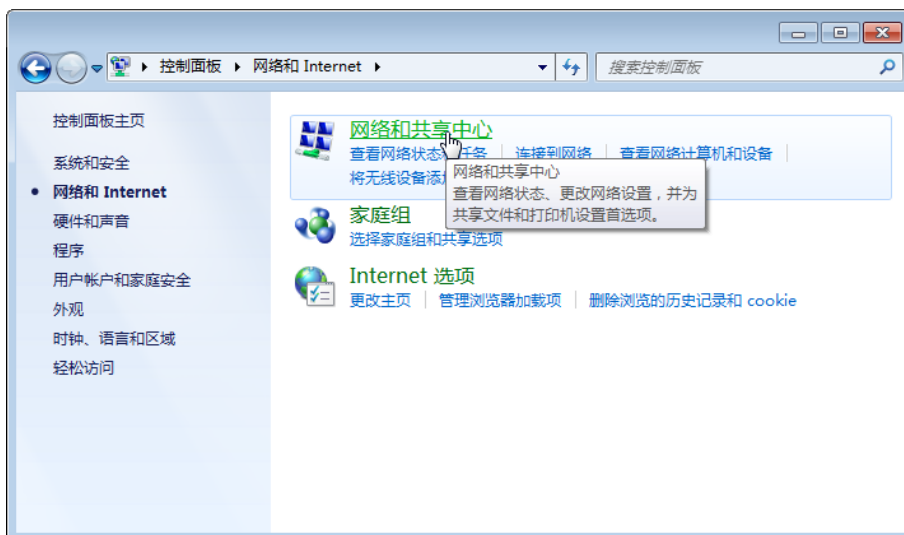 控制面板 网络和 Internet
搜索控制面板
控制面板主页
系统和安全
网络和 Internet
硬件和声音
程序
用户帐户和家庭安全
外观
时钟、语言和区域
轻松访问
网络和共享中心
查看网络状态 任务 连接到网络 查看网络计算机和设备
将无线设备添
网络和共享中心
查看网络状态、更改网络设置，并为
共享文件和打印机设置首选项。
家庭组
选择家庭组和共享选项
Internet 选项
更改主页 管理浏览器加载项 删除浏览的历史记录和 cookie